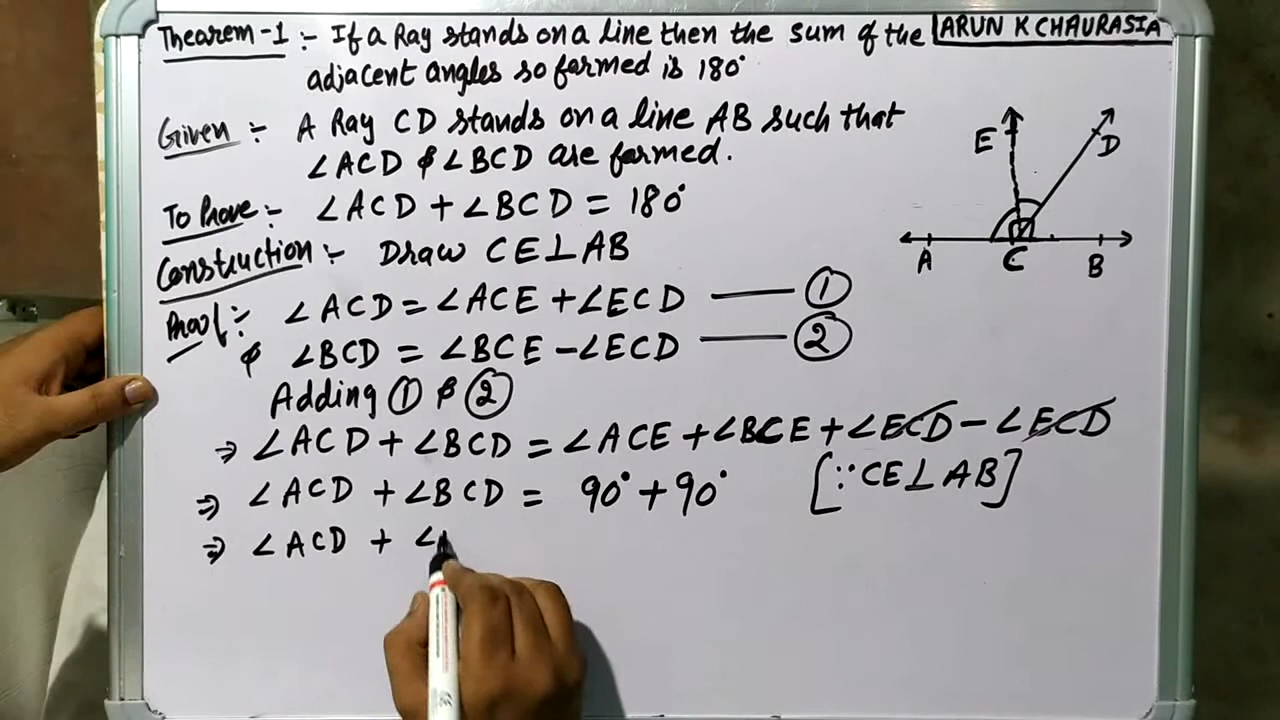 Thearem-1:- If a Ray stands on a line then the sum of the ARUN K CHAURASIA
adjacent angles so formed is 180°
Given:- A Ray CD stands on a line AB such that
∠ACD & ∠BCD are formed.
To Prove:- ∠ACD + ∠BCD = 180°
Construction:- Draw CE⊥AB
Proof:- ∠ACD = ∠ACE + ∠ECD —— ①
& ∠BCD = ∠BCE - ∠ECD —— ②
Adding ① & ②
⇒ ∠ACD + ∠BCD = ∠ACE + ∠BCE + ∠ECD - ∠ECD
⇒ ∠ACD + ∠BCD = 90° + 90° [∵ CE⊥AB]
⇒ ∠ACD + ∠
E D
A C B